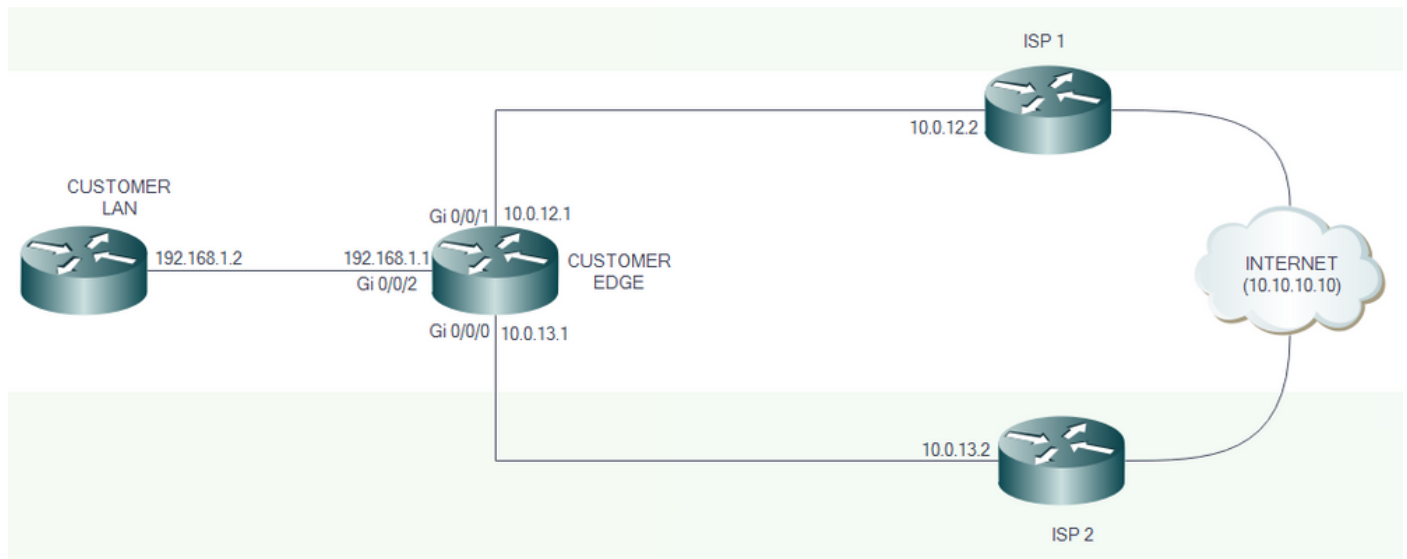 ISP 1
10.0.12.2
CUSTOMER
LAN
Gi 0/0/1 10.0.12.1
192.168.1.2
192.168.1.1
Gi 0/0/2
CUSTOMER
EDGE
INTERNET
(10.10.10.10)
Gi 0/0/0 10.0.13.1
10.0.13.2
ISP 2